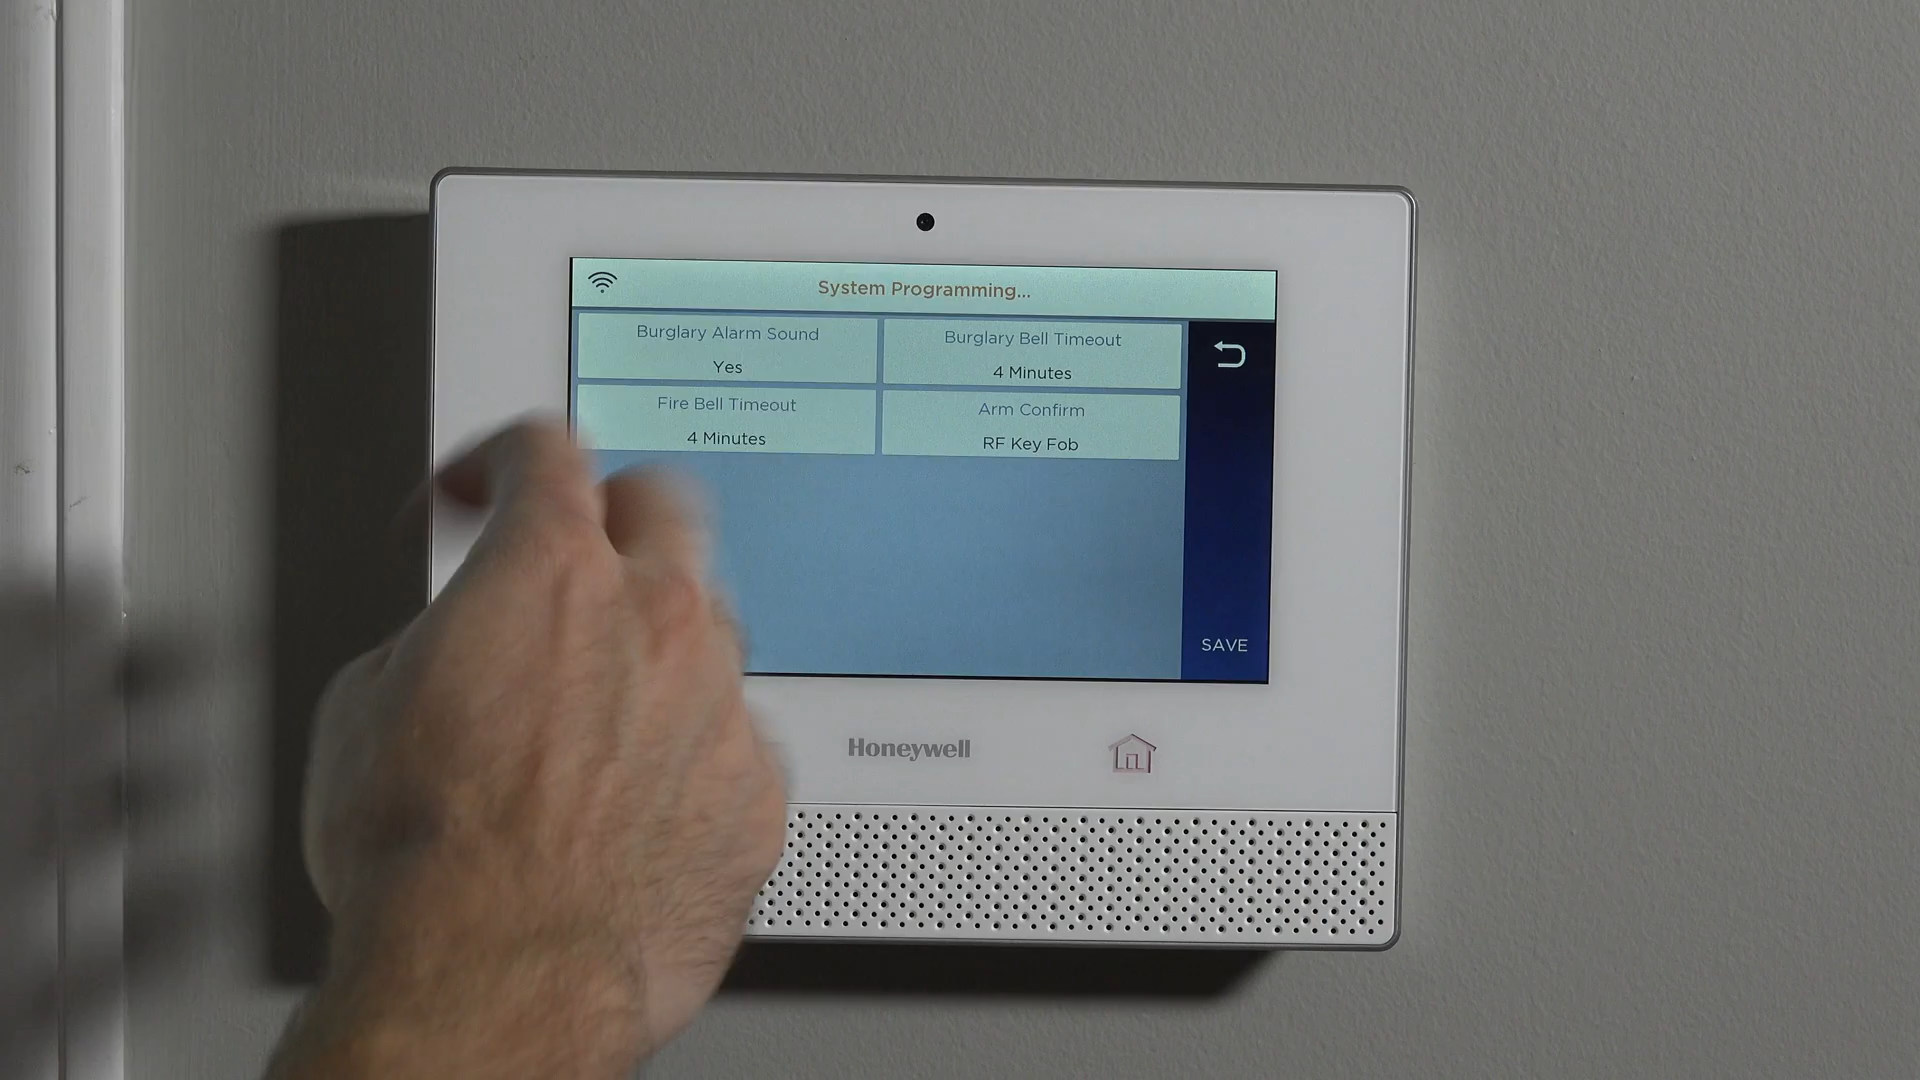 System Programming...
Burglary Alarm Sound
Yes
Burglary Bell Timeout
4 Minutes
Fire Bell Timeout
4 Minutes
Arm Confirm
RF Key Fob
SAVE
Honeywell